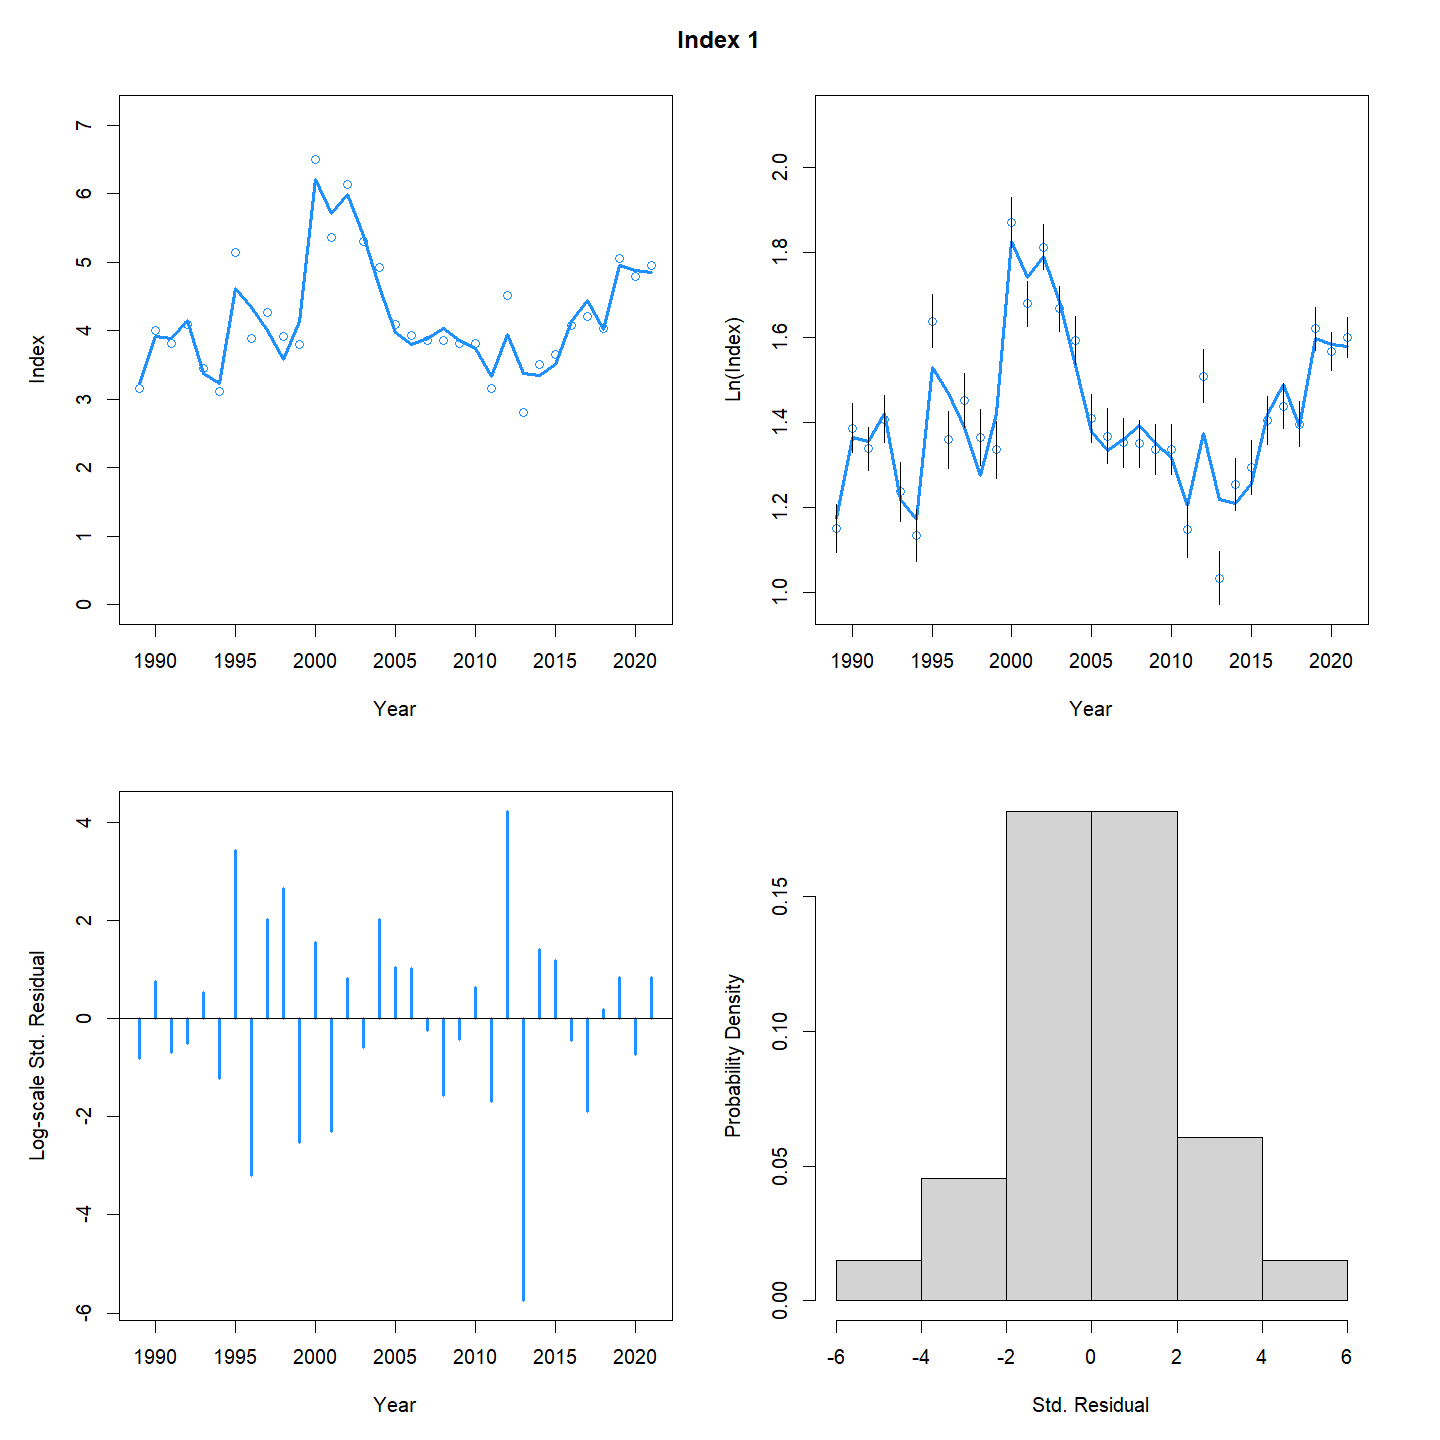 Index 1
Index
7
6
5
4
3
2
1
0
1990 1995 2000 2005 2010 2015 2020
Year
Ln(Index)
2.0
1.8
1.6
1.4
1.2
1.0
1990 1995 2000 2005 2010 2015 2020
Year
Log-scale Std. Residual
4
2
0
-2
-4
-6
1990 1995 2000 2005 2010 2015 2020
Year
Probability Density
0.15
0.10
0.05
0.00
-6 -4 -2 0 2 4 6
Std. Residual